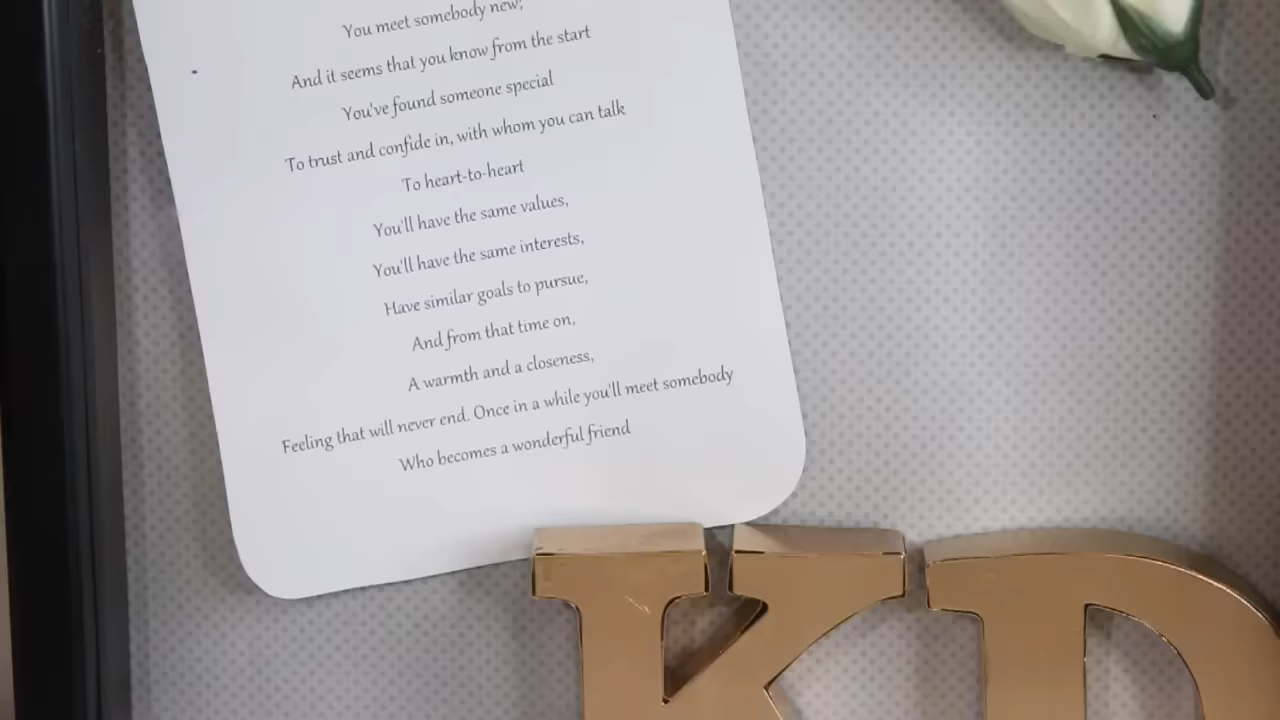 You meet somebody new;
And it seems that you know from the start
You've found someone special
To trust and confide in, with whom you can talk
To heart-to-heart
You'll have the same values,
You'll have the same interests,
Have similar goals to pursue,
And from that time on,
A warmth and a closeness,
Feeling that will never end. Once in a while you'll meet somebody
Who becomes a wonderful friend
KD